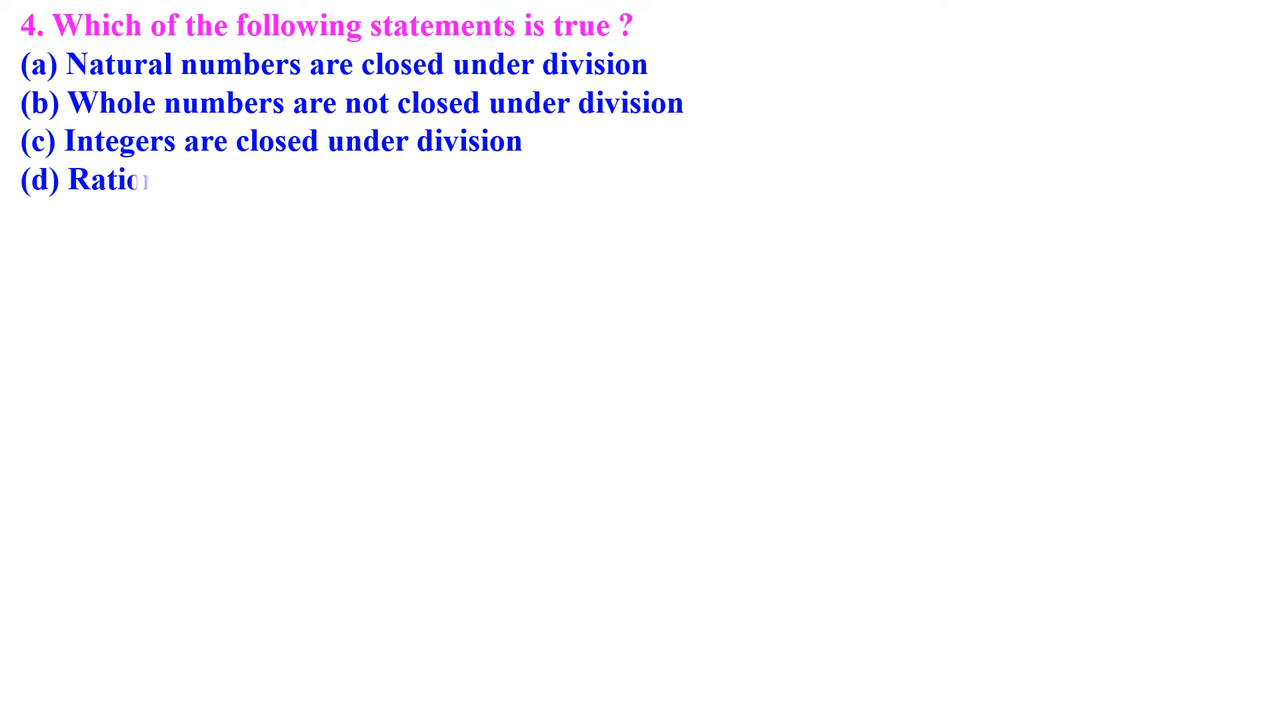 4. Which of the following statements is true ?
(a) Natural numbers are closed under division
(b) Whole numbers are not closed under division
(c) Integers are closed under division
(d)